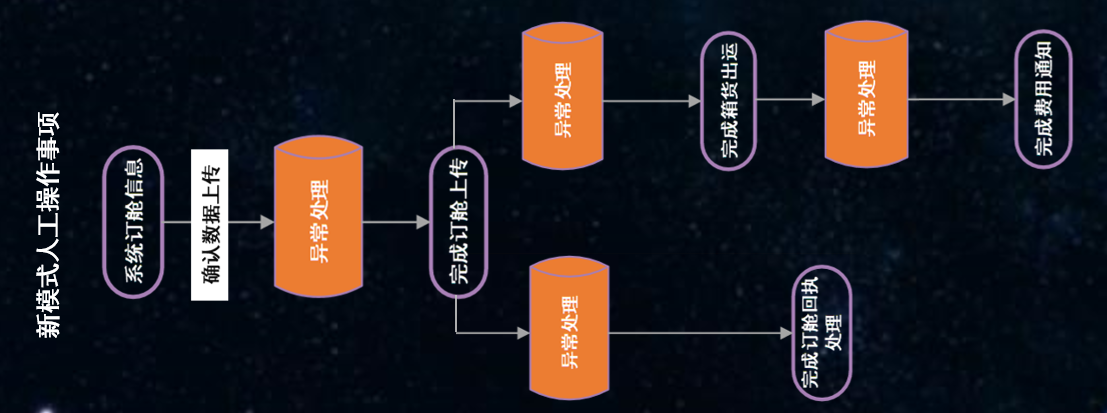 新模式人工操作事项
系统订舱信息
确认数据上传
异常处理
完成订舱上传
异常处理
完成订舱回执
处理
异常处理
完成箱货出运
异常处理
完成费用通知